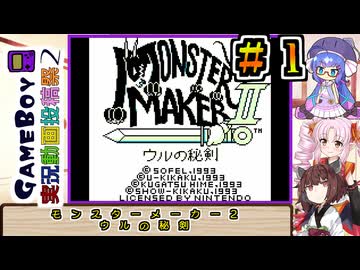 GAMEBOY
実況動画投稿祭2
#1
MONSTER
MAKER II
TM
ウルの秘剣
©SOFEL,1993
©U-KIKAKU,1993
©KUGATSU HIME,1993
©SHOW-KIKAKU,1993
LICENSED BY NINTENDO
モンスターメーカー2
ウルの秘剣